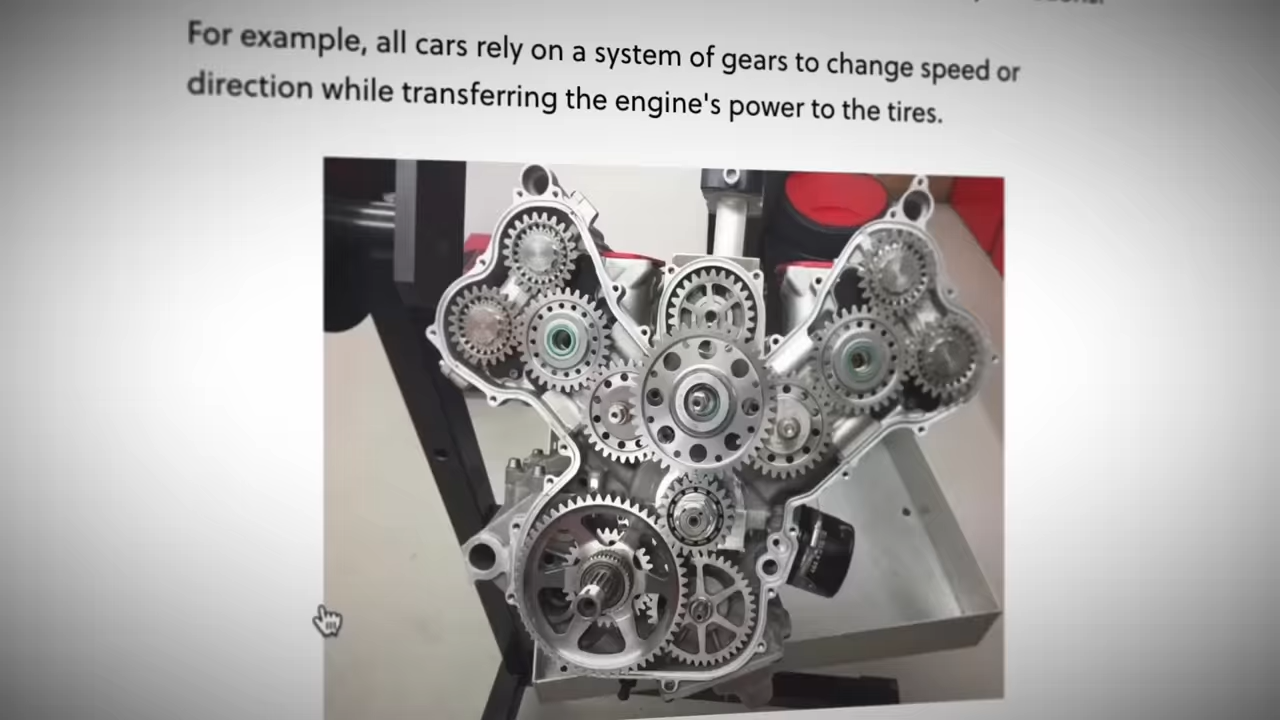 For example, all cars rely on a system of gears to change speed or
direction while transferring the engine's power to the tires.